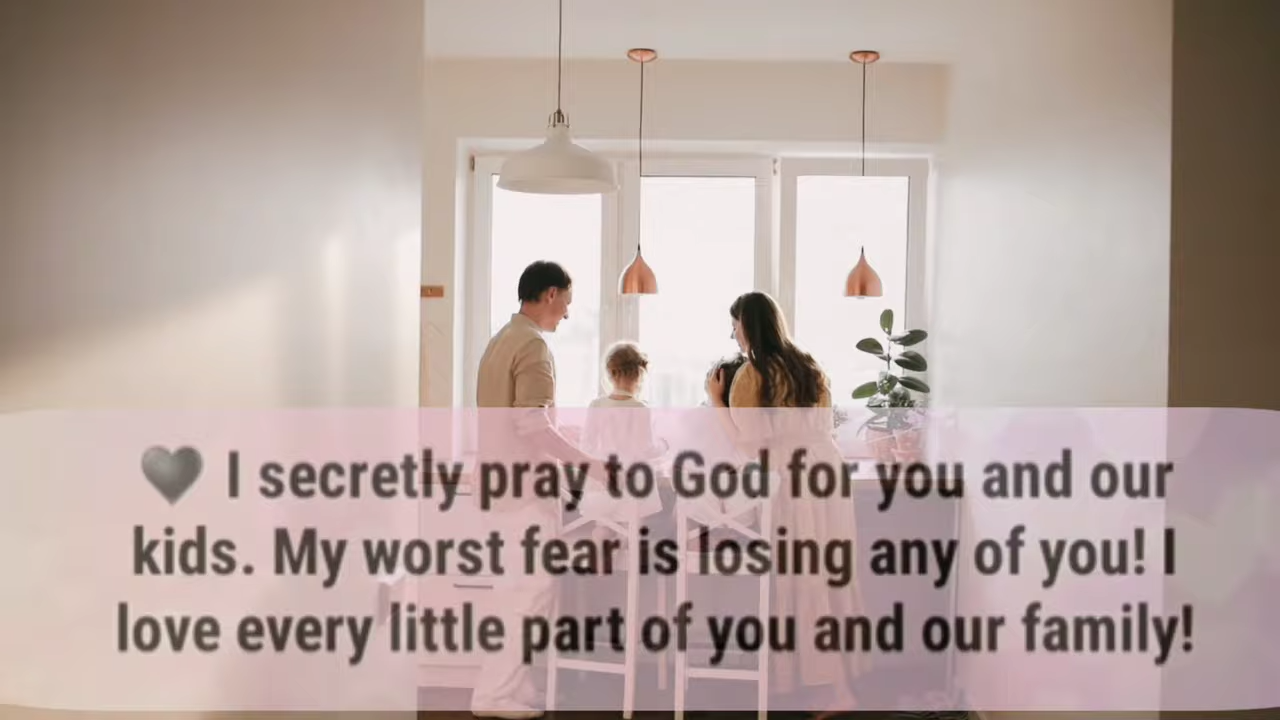 🖤 I secretly pray to God for you and our
kids. My worst fear is losing any of you! I
love every little part of you and our family!